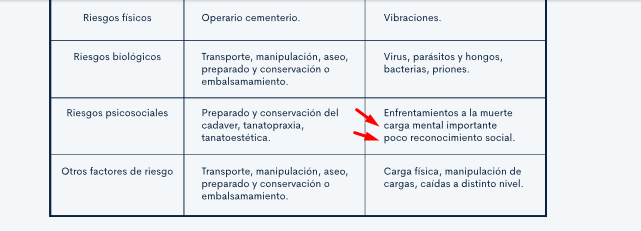 Riesgos físicos
Operario cementerio.
Vibraciones.
Riesgos biológicos
Transporte, manipulación, aseo,
preparado y conservación o
embalsamamiento.
Virus, parásitos y hongos,
bacterias, priones.
Riesgos psicosociales
Preparado y conservación del
cadaver, tanatopraxia,
tanatoestética.
Enfrentamientos a la muerte
carga mental importante
poco reconocimiento social.
Otros factores de riesgo
Transporte, manipulación, aseo,
preparado y conservación o
embalsamamiento.
Carga física, manipulación de
cargas, caídas a distinto nivel.